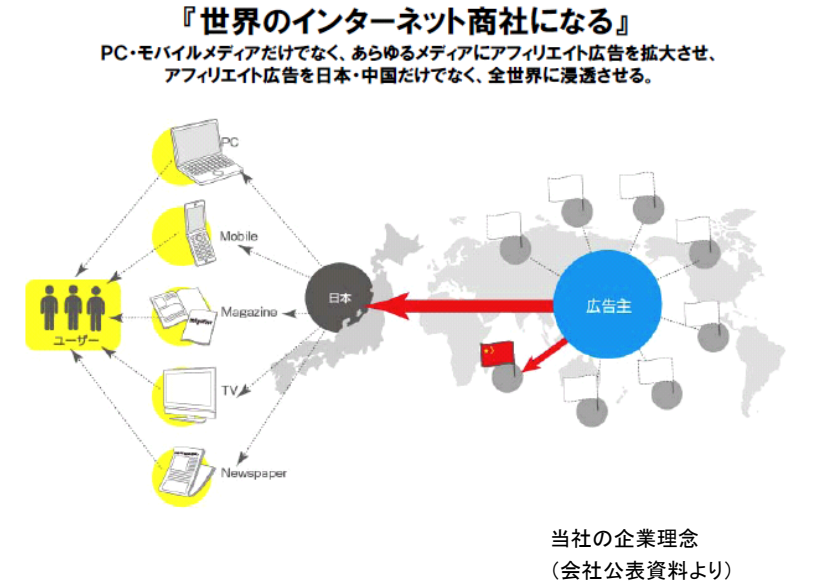 『世界のインターネット商社になる』
PC・モバイルメディアだけでなく、あらゆるメディアにアフィリエイト広告を拡大させ、
アフィリエイト広告を日本・中国だけでなく、全世界に浸透させる。
PC
Mobile
Magazine
TV
Newspaper
ユーザー
日本
広告主
当社の企業理念
（会社公表資料より）